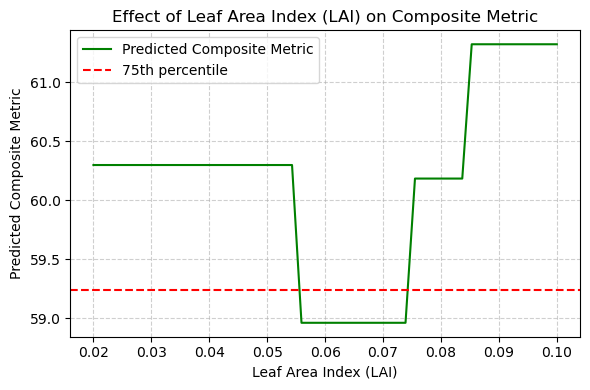 Effect of Leaf Area Index (LAI) on Composite Metric
Predicted Composite Metric
75th percentile
Predicted Composite Metric
61.0
60.5
60.0
59.5
59.0
0.02 0.03 0.04 0.05 0.06 0.07 0.08 0.09 0.10
Leaf Area Index (LAI)